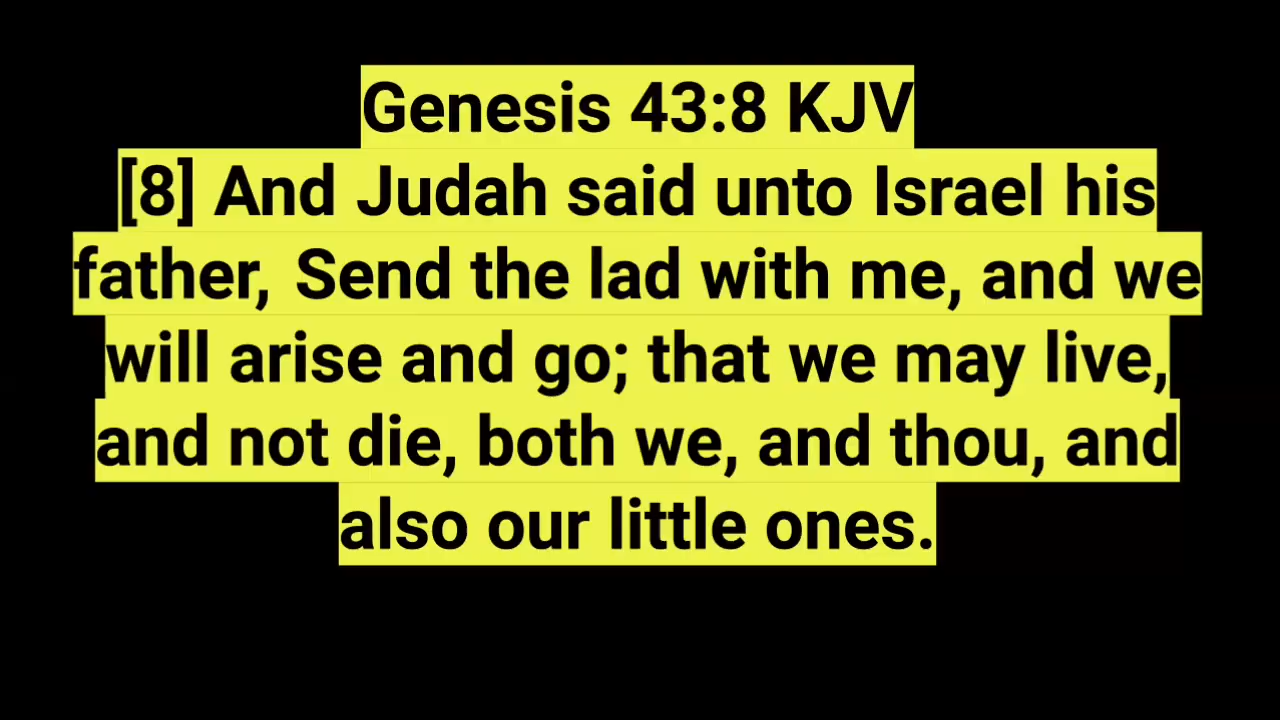 Genesis 43:8 KJV
[8] And Judah said unto Israel his
father, Send the lad with me, and we
will arise and go; that we may live,
and not die, both we, and thou, and
also our little ones.